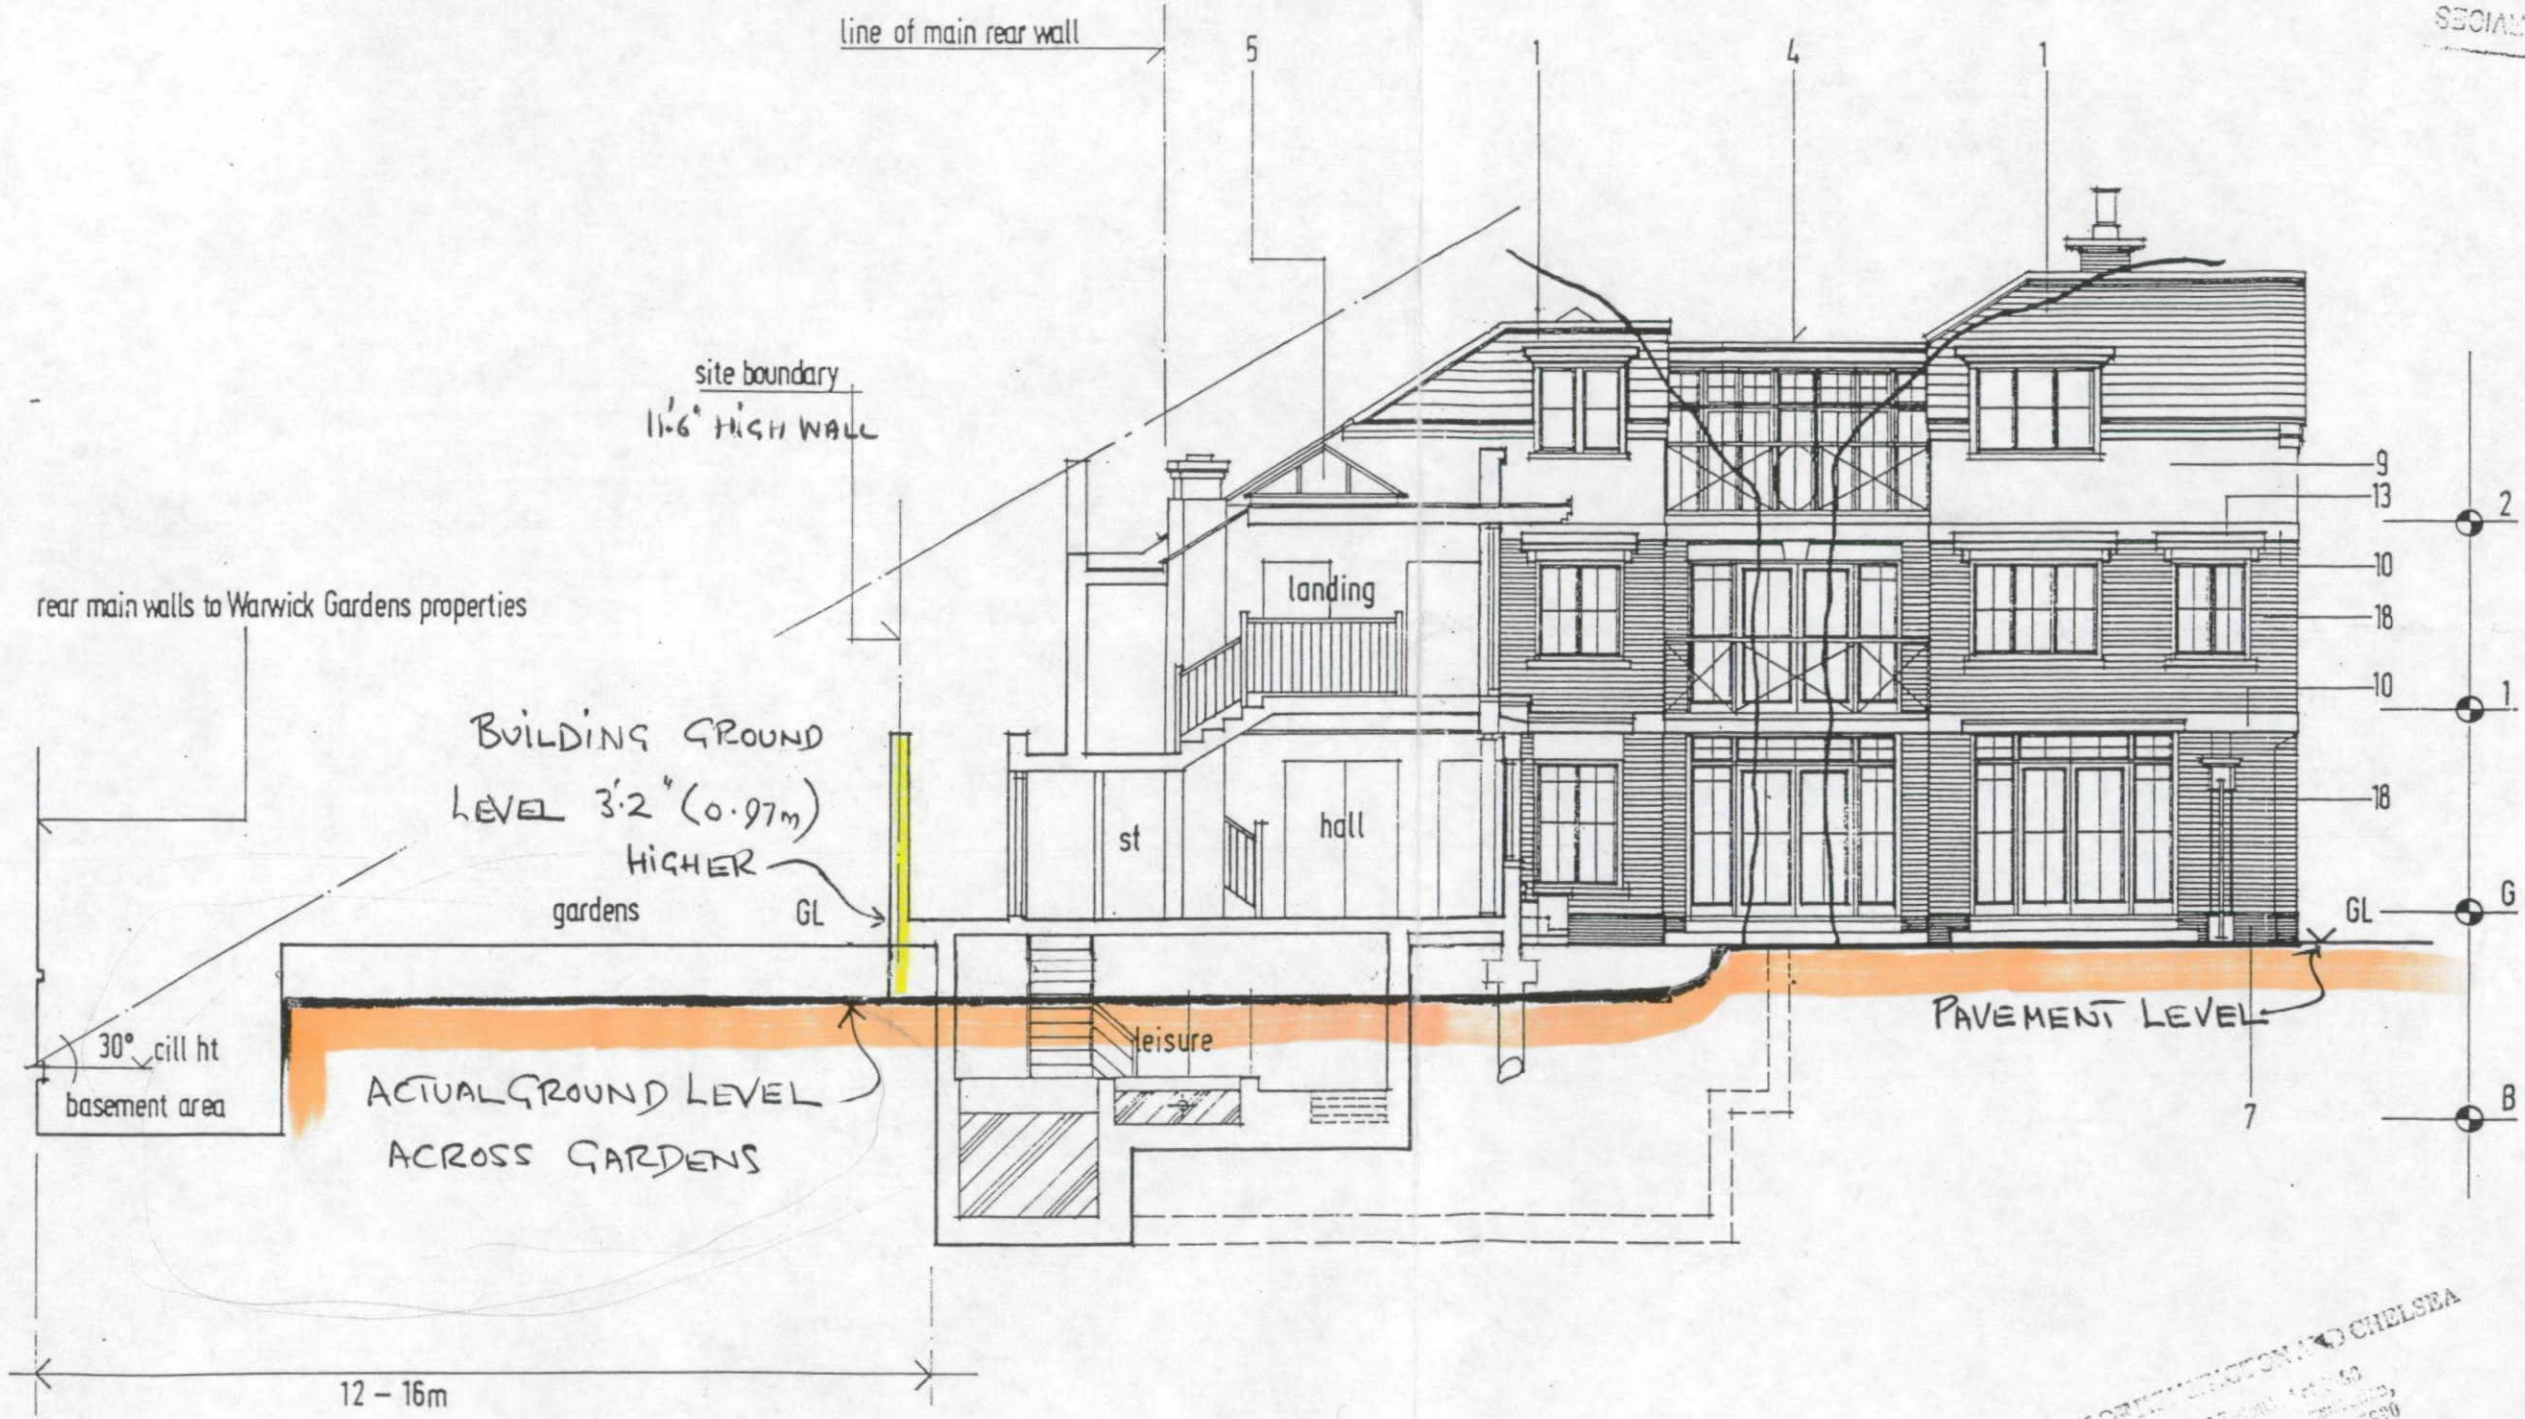 line of main rear wall
5
1
4
1
site boundary
11'.6" HIGH WALL
9
13
2
10
landing
rear main walls to Warwick Gardens properties
18
10
1
BUILDING GROUND
LEVEL 3'.2" (0.97m)
HIGHER
18
st
hall
gardens
GL
GL
G
PAVEMENT LEVEL
30°
cill ht
leisure
basement area
ACTUAL GROUND LEVEL
ACROSS GARDENS
7
B
12 – 16m
AND CHELSEA